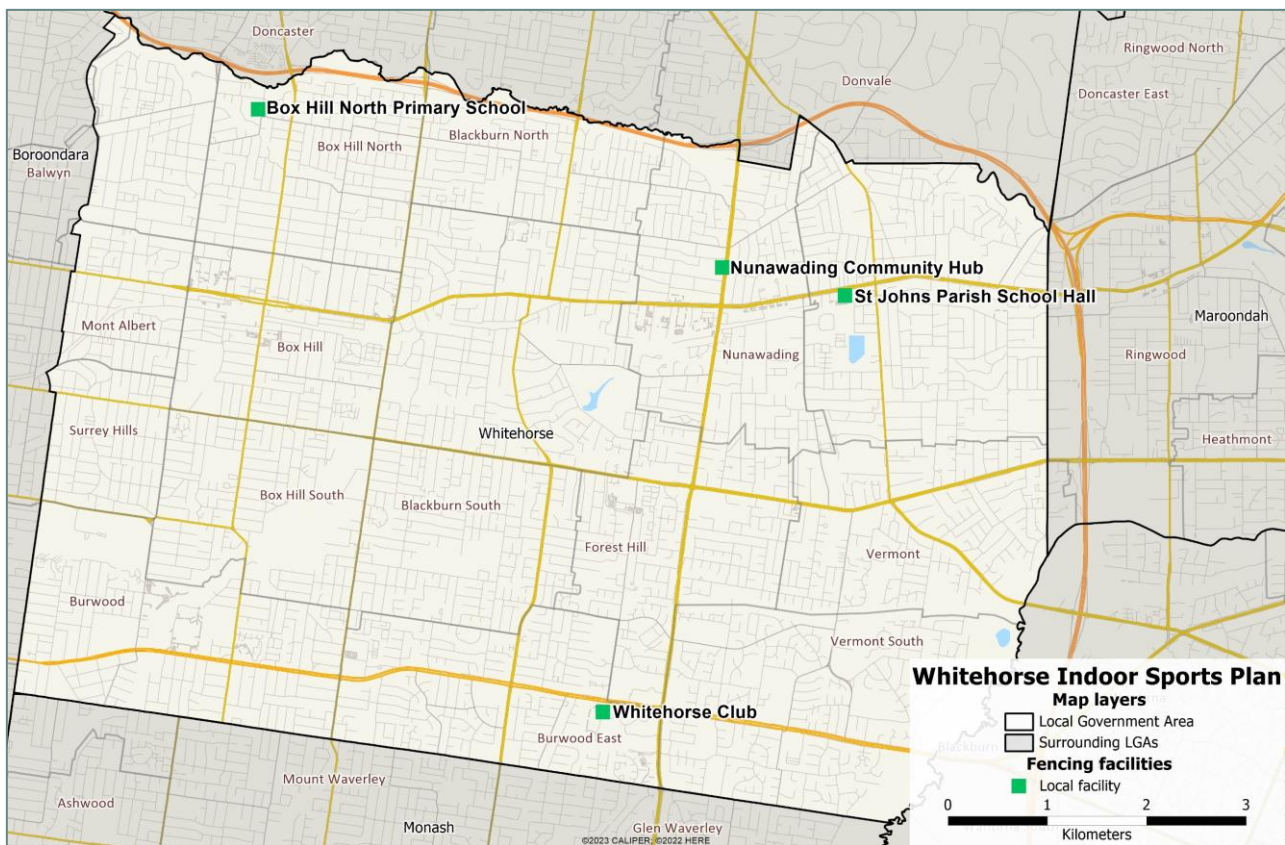 Doncaster
Ringwood North
Donvale
Doncaster East
Box Hill North Primary School
Blackburn North
Box Hill North
Boroondara
Balwyn
Nunawading Community Hub
St Johns Parish School Hall
Mont Albert
Box Hill
Nunawading
Maroondah
Ringwood
Surrey Hills
Whitehorse
Heathmont
Box Hill South
Blackburn South
Forest Hill
Vermont
Burwood
Vermont South
Whitehorse Club
Burwood East
Mount Waverley
Ashwood
Monash
Glen Waverley
©2023 CALIPER; ©2022 HERE
Whitehorse Indoor Sports Plan
Map layers
Local Government Area
Surrounding LGAs
Fencing facilities
Local facility
0 1 2 3
Kilometers